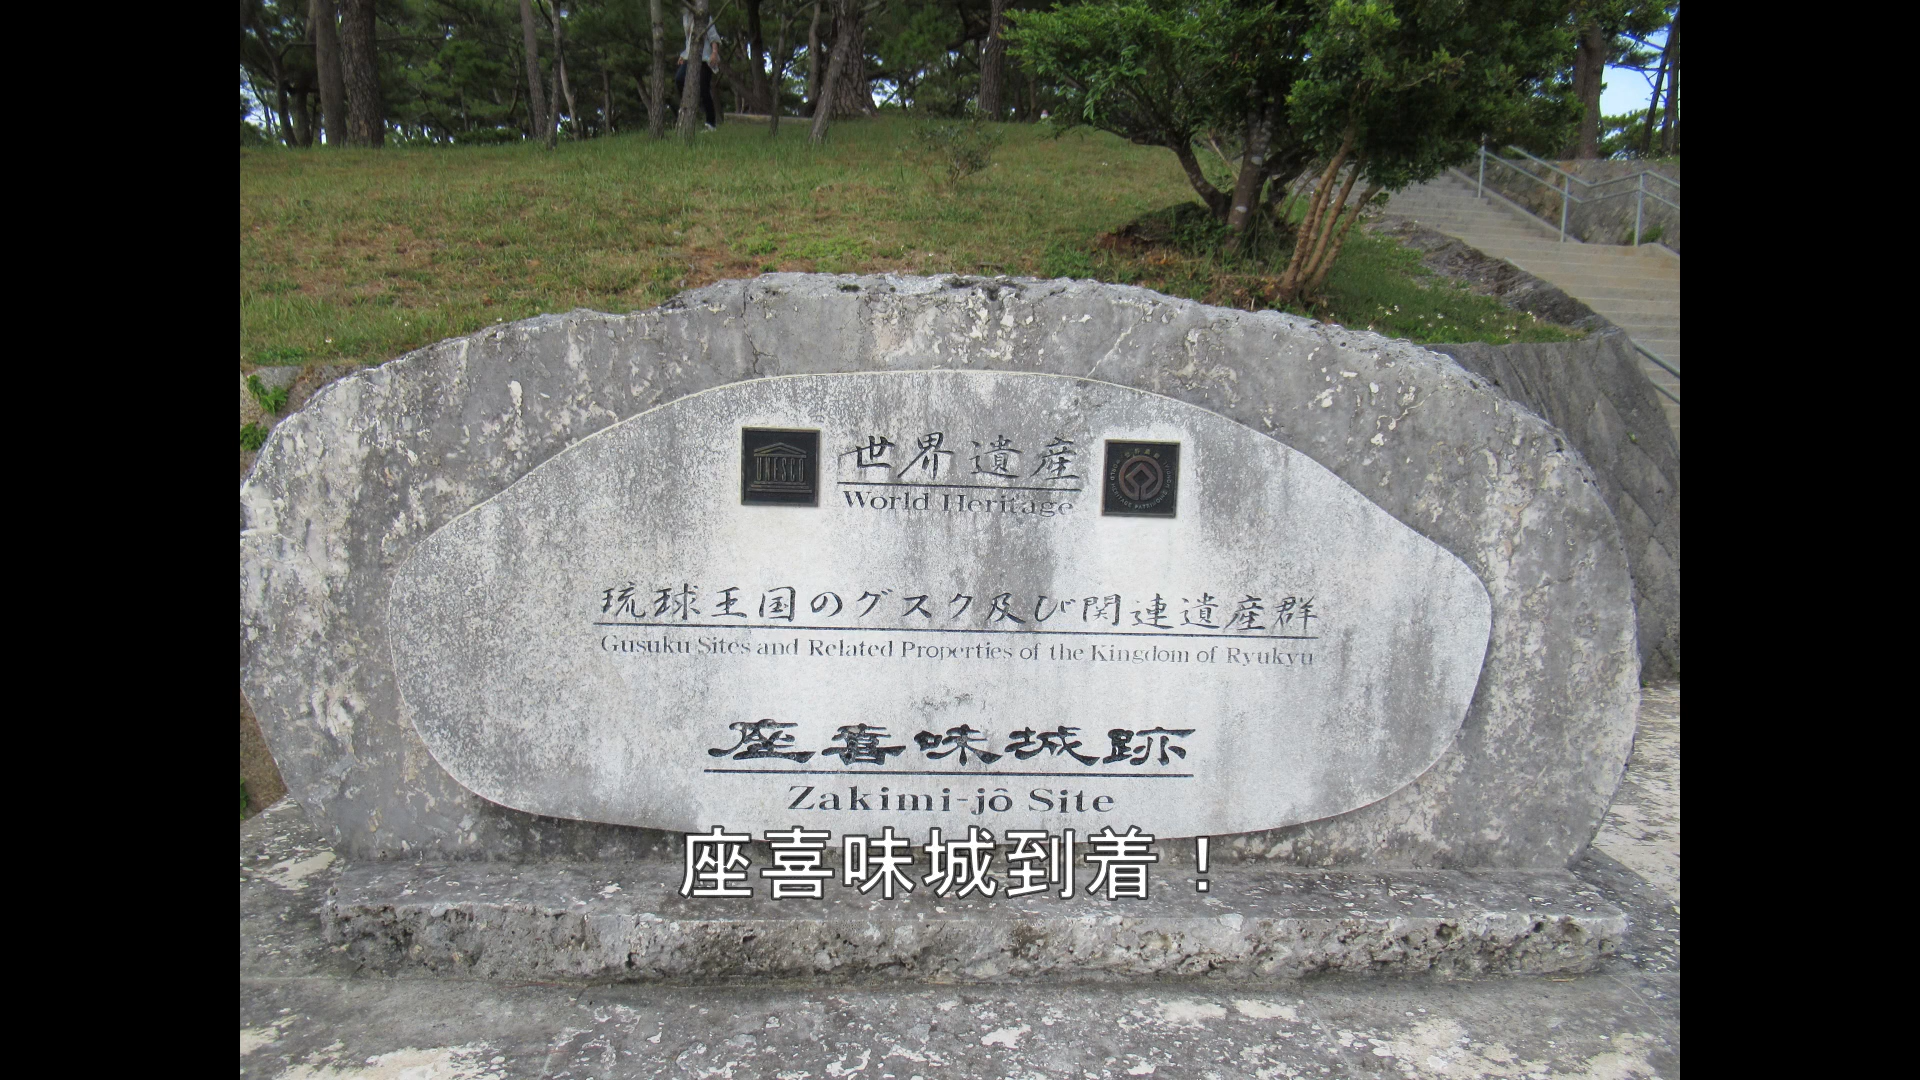 UNESCO
世界遺産
World Heritage
琉球王国のグスク及び関連遺産群
Gusuku Sites and Related Properties of the Kingdom of Ryukyu
座喜味城跡
Zakimi-jô Site
座喜味城到着！